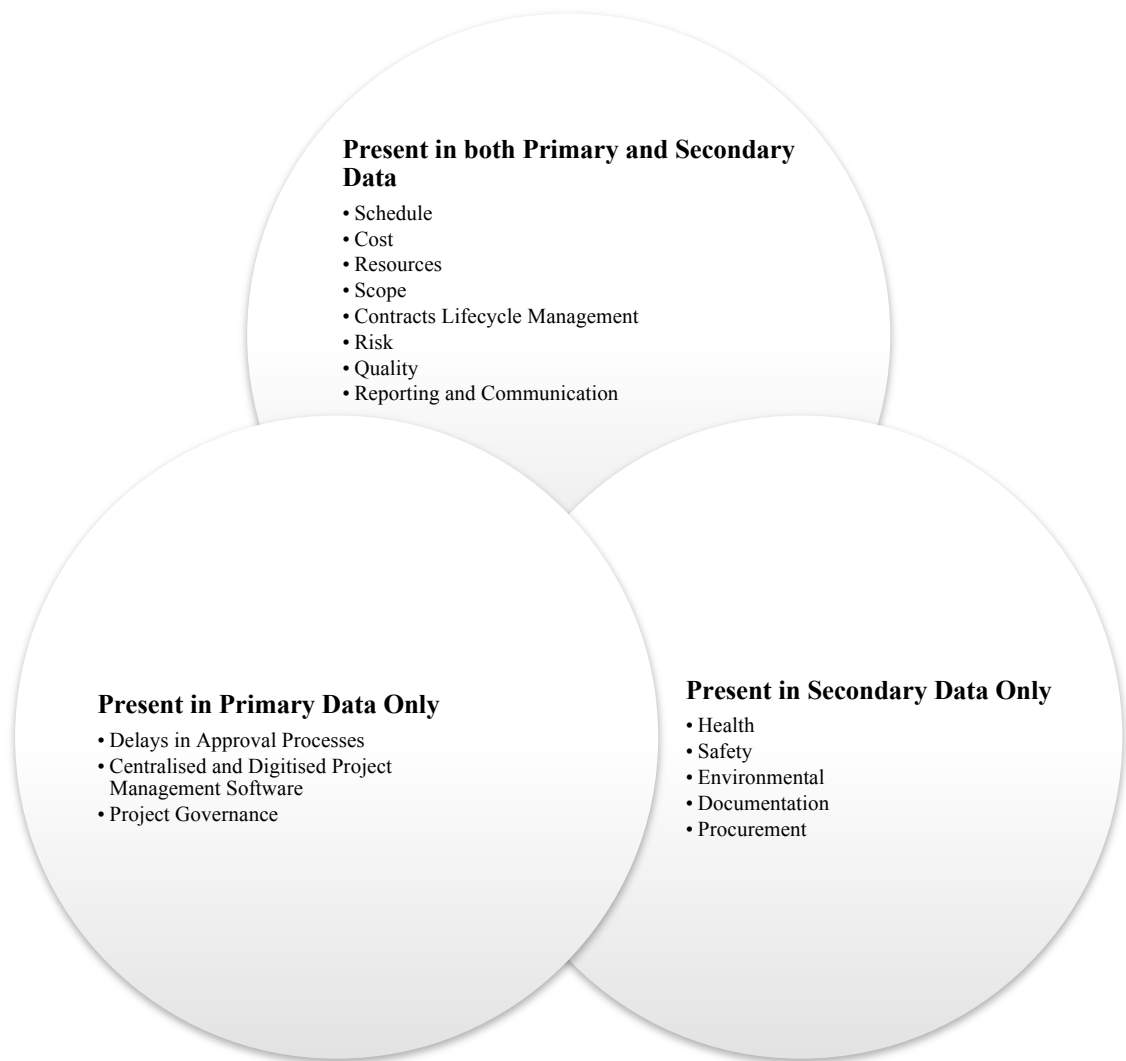 Present in both Primary and Secondary
Data
• Schedule
• Cost
• Resources
• Scope
• Contracts Lifecycle Management
• Risk
• Quality
• Reporting and Communication
Present in Primary Data Only
• Delays in Approval Processes
• Centralised and Digitised Project
Management Software
• Project Governance
Present in Secondary Data Only
• Health
• Safety
• Environmental
• Documentation
• Procurement